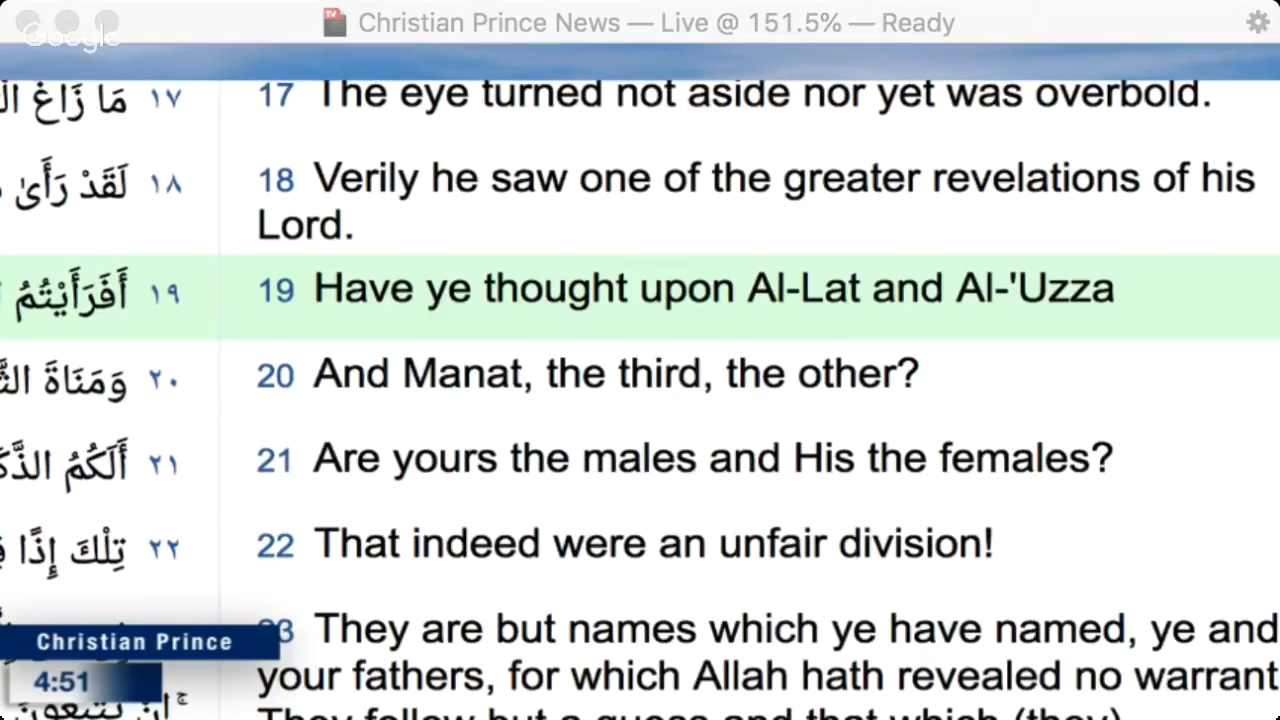 Christian Prince News — Live @ 151.5% — Ready
Google
١٧ مَا زَاغَ
17 The eye turned not aside nor yet was overbold.
١٨ لَقَدْ رَأَىٰ
18 Verily he saw one of the greater revelations of his
Lord.
١٩ أَفَرَأَيْتُمُ
19 Have ye thought upon Al-Lat and Al-'Uzza
٢٠ وَمَنَاةَ
20 And Manat, the third, the other?
٢١ أَلَكُمُ
21 Are yours the males and His the females?
٢٢ تِلْكَ إِذًا
22 That indeed were an unfair division!
They are but names which ye have named, ye and
your fathers, for which Allah hath revealed no warrant
Christian Prince
4:51